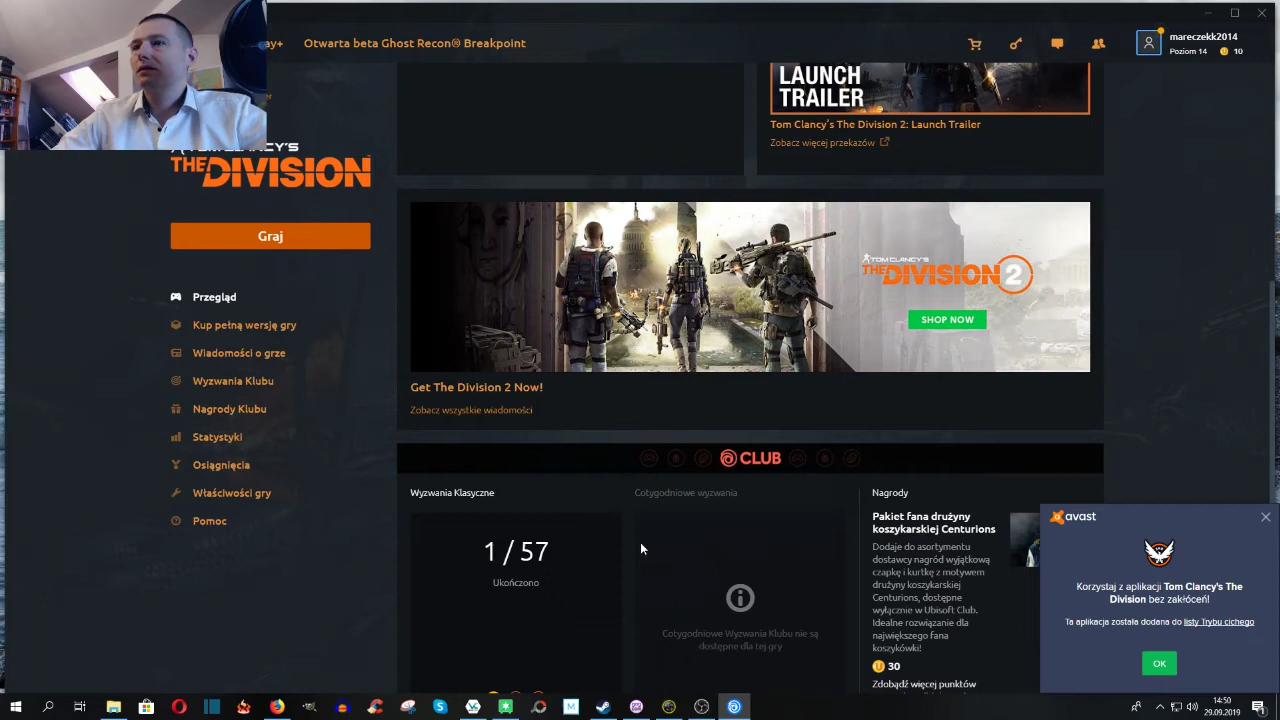 ay+
Otwarta beta Ghost Recon® Breakpoint
mareczekk2014
Poziom 14
10
er
TOM CLANCY'S
THE DIVISION
Graj
Przegląd
Kup pełną wersję gry
Wiadomości o grze
Wyzwania Klubu
Nagrody Klubu
Statystyki
Osiągnięcia
Właściwości gry
Pomoc
LAUNCH
TRAILER
Tom Clancy's The Division 2: Launch Trailer
Zobacz więcej przekazów
TOM CLANCY'S
THE DIVISION 2
SHOP NOW
Get The Division 2 Now!
Zobacz wszystkie wiadomości
CLUB
Wyzwania Klasyczne
1 / 57
Ukończono
Cotygodniowe wyzwania
Cotygodniowe Wyzwania Klubu nie są
dostępne dla tej gry
Nagrody
Pakiet fana drużyny
koszykarskiej Centurions
Dodaje do asortymentu
dostawcy nagród wyjątkową
czapkę i kurtkę z motywem
drużyny koszykarskiej
Centurions, dostępne
wyłącznie w Ubisoft Club.
Idealne rozwiązanie dla
największego fana
koszykówki!
30
Zdobądź więcej punktów
avast
Korzystaj z aplikacji Tom Clancy's The
Division bez zakłóceń!
Ta aplikacja została dodana do listy Trybu cichego
OK
14:50
29.09.2019